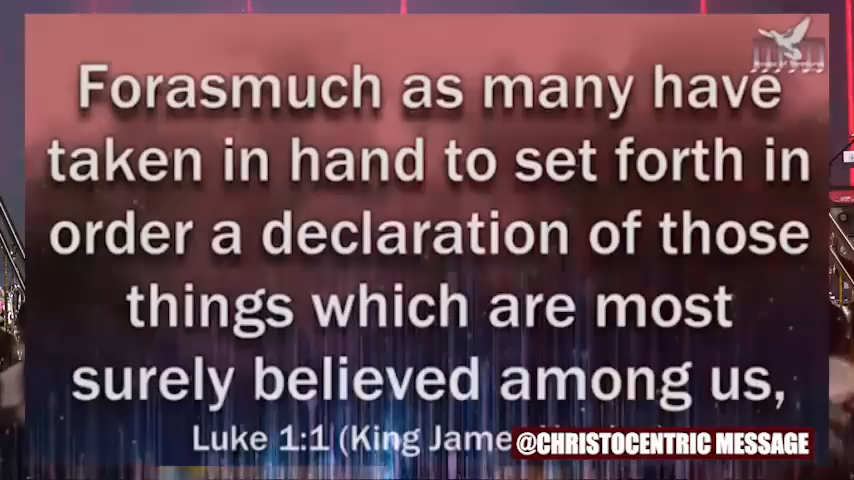 Forasmuch as many have
taken in hand to set forth in
order a declaration of those
things which are most
surely believed among us,
Luke 1:1 (King Jame
@CHRISTOCENTRIC MESSAGE